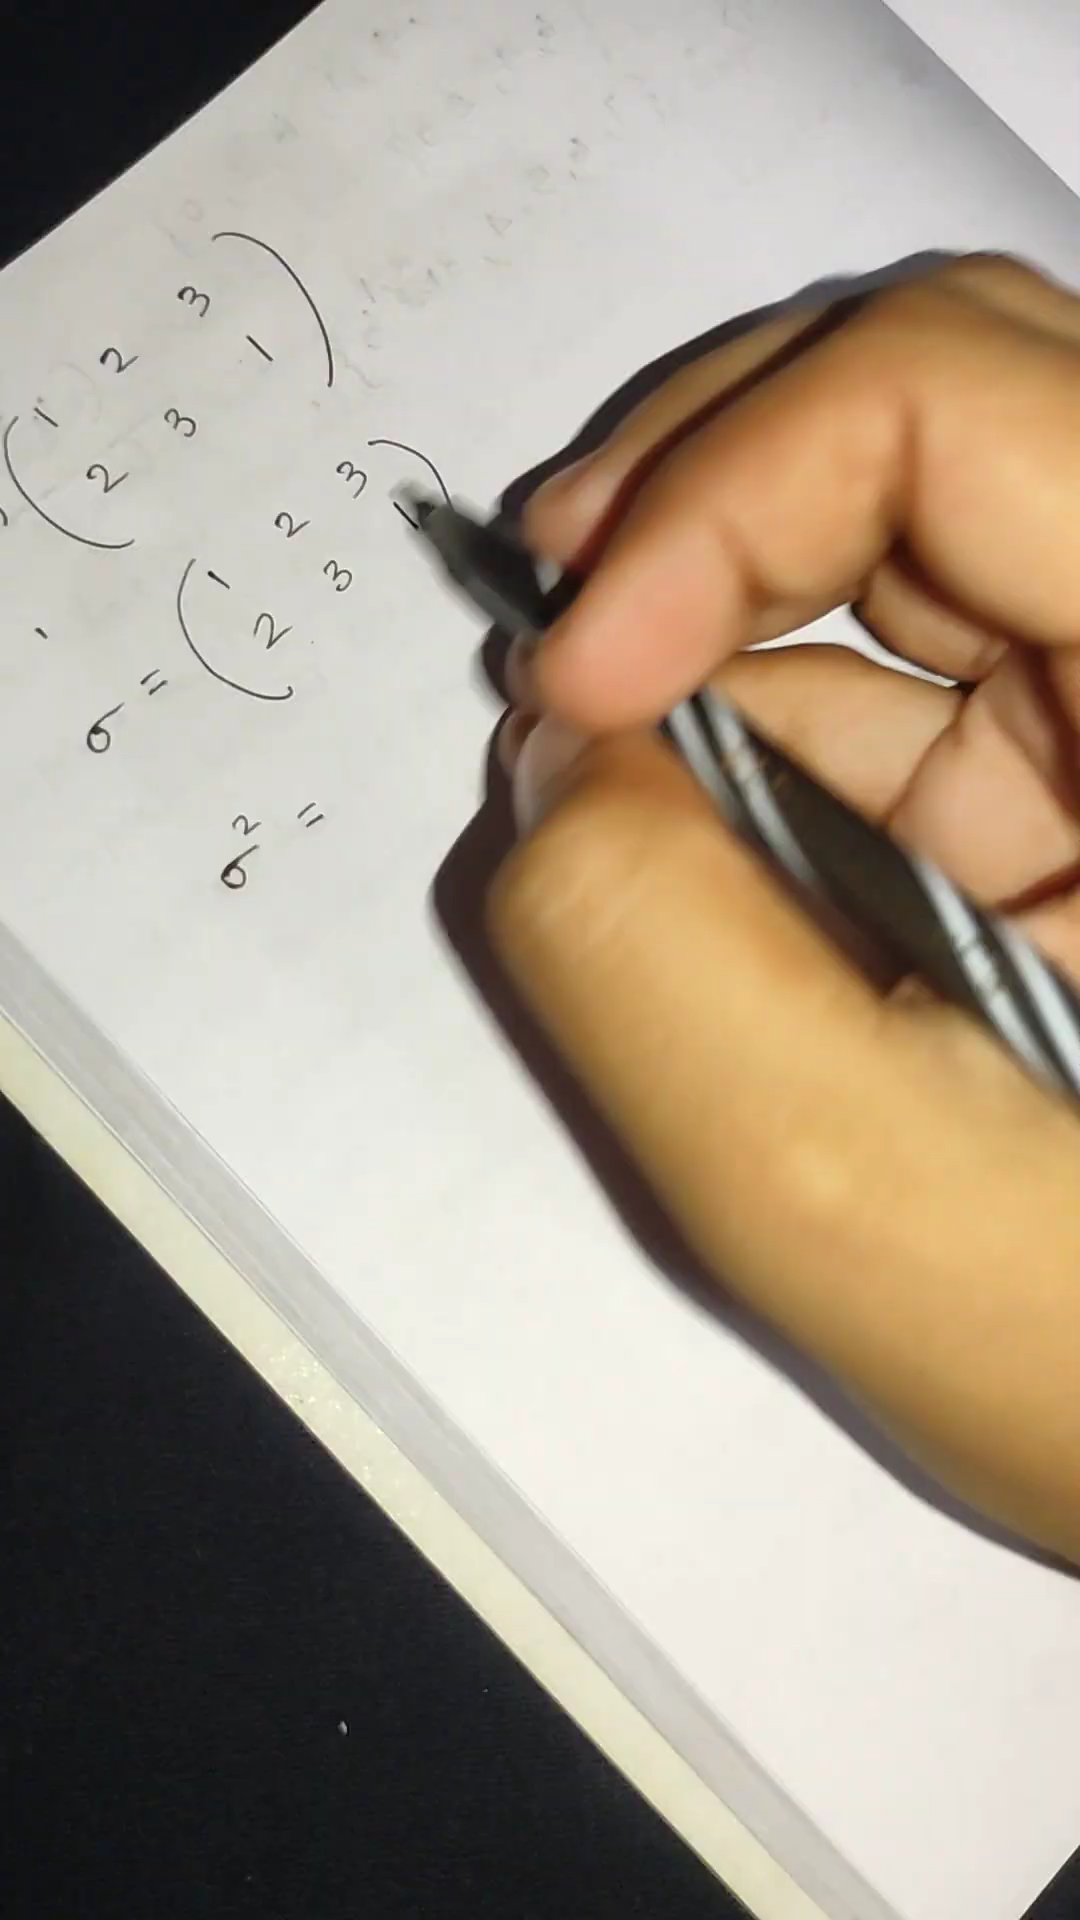 ( 1 2 3 )
2 3 1
σ = ( 1 2 3 )
2 3 1
σ² =